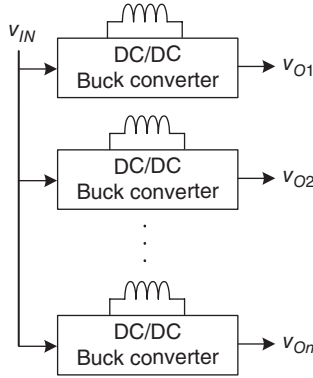 v_IN
DC/DC
Buck converter
v_O1
DC/DC
Buck converter
v_O2
DC/DC
Buck converter
v_On